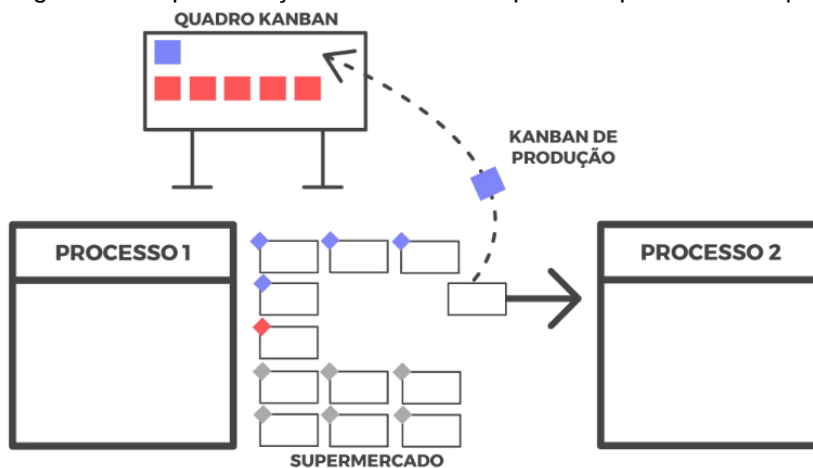 QUADRO KANBAN
KANBAN DE
PRODUÇÃO
PROCESSO 1
PROCESSO 2
SUPERMERCADO